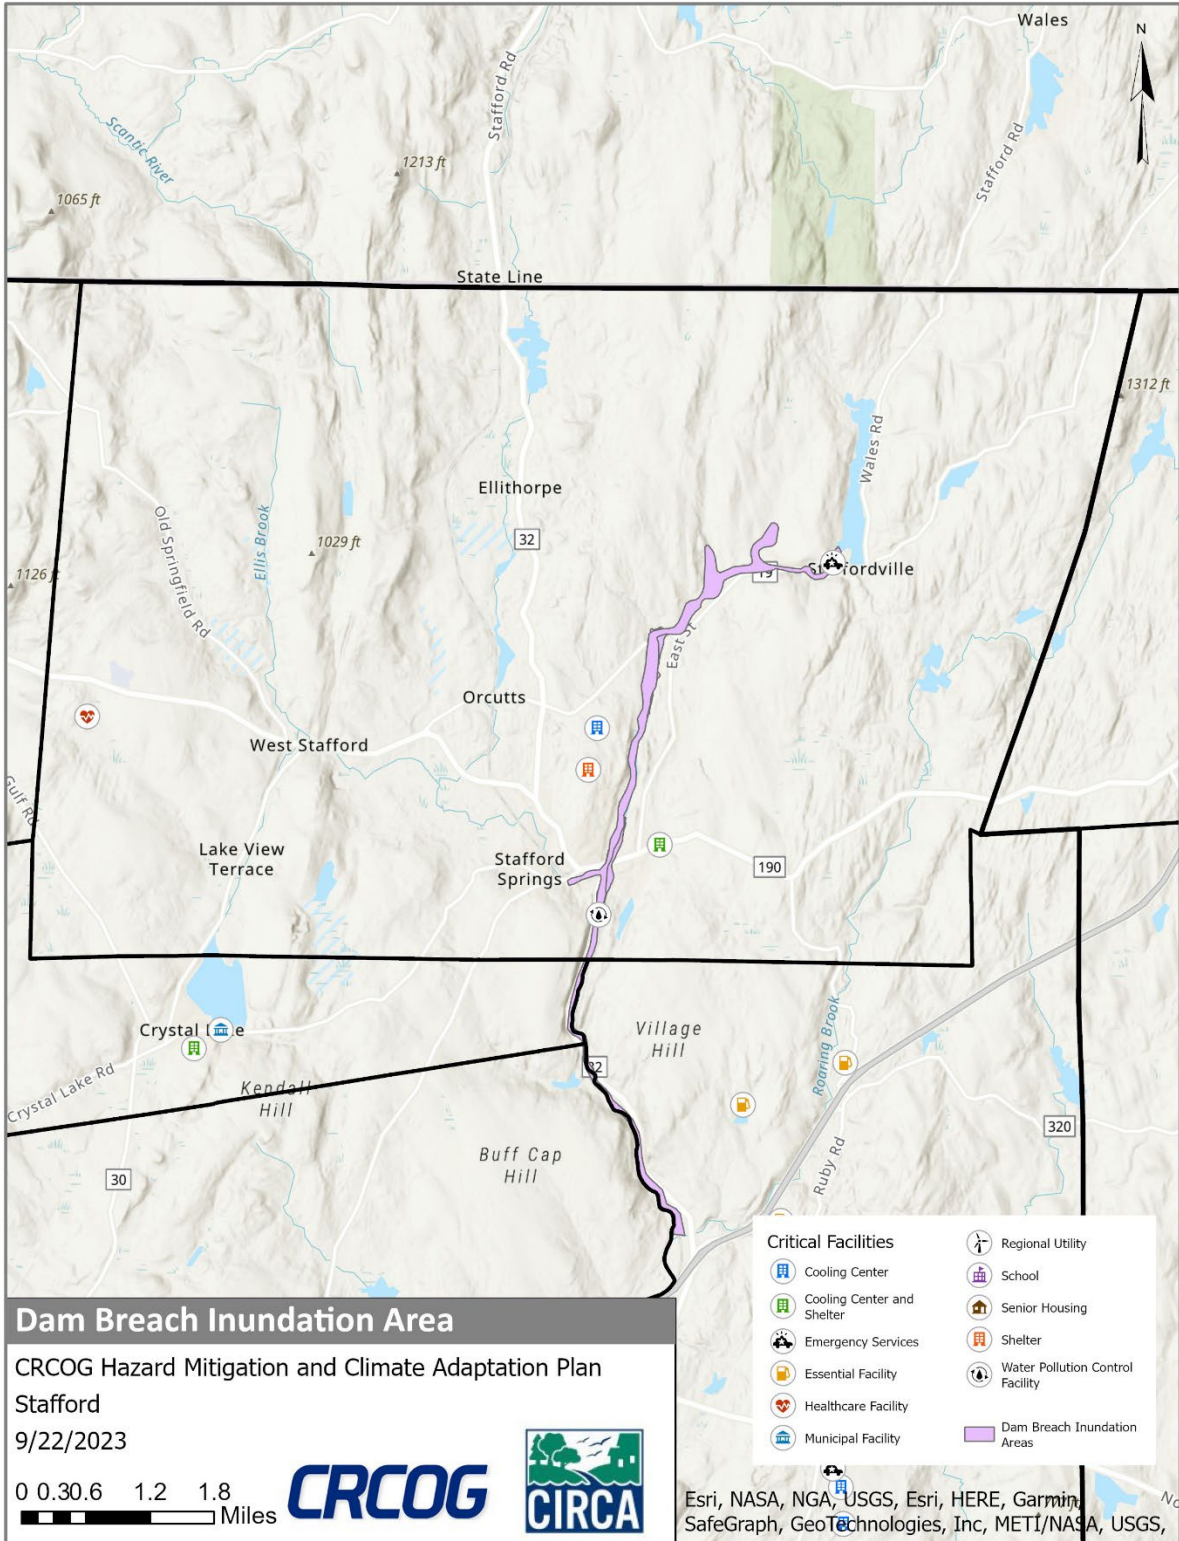 Wales
N
Stafford Rd
Scantic River
1213 ft
Stafford Rd
1065 ft
State Line
1312 ft
Wales Rd
Ellithorpe
Old Springfield Rd
Ellis Brook
32
1029 ft
1126 ft
19
Staffordville
East St
Orcutts
West Stafford
Gulf Rd
Lake View
Terrace
Stafford
Springs
190
Crystal Lake
Village
Hill
Roaring Brook
32
Crystal Lake Rd
Kendall
Hill
320
Buff Cap
Hill
30
Ruby Rd
Critical Facilities
Cooling Center
Cooling Center and
Shelter
Emergency Services
Essential Facility
Healthcare Facility
Municipal Facility
Regional Utility
School
Senior Housing
Shelter
Water Pollution Control
Facility
Dam Breach Inundation
Areas
Dam Breach Inundation Area
CRCOG Hazard Mitigation and Climate Adaptation Plan
Stafford
9/22/2023
0 0.30.6 1.2 1.8
Miles
CRCOG
CIRCA
Esri, NASA, NGA, USGS, Esri, HERE, Garmin,
SafeGraph, GeoTechnologies, Inc, METI/NASA, USGS,